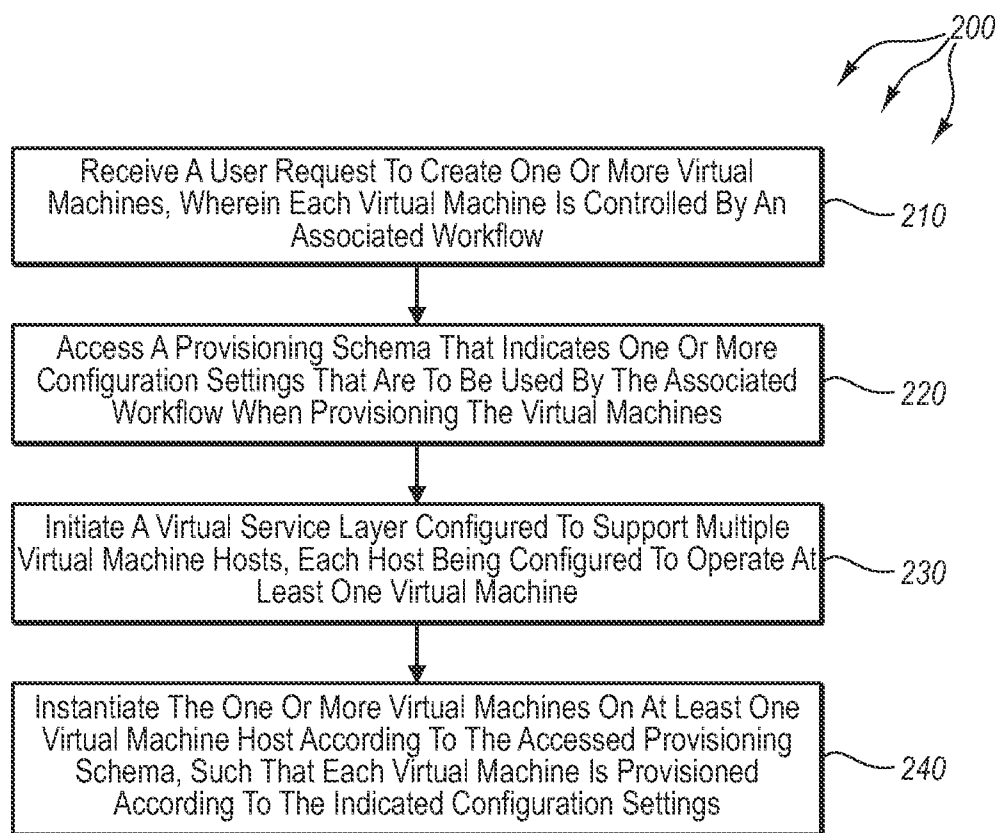 200
Receive A User Request To Create One Or More Virtual
Machines, Wherein Each Virtual Machine Is Controlled By An
Associated Workflow
210
Access A Provisioning Schema That Indicates One Or More
Configuration Settings That Are To Be Used By The Associated
Workflow When Provisioning The Virtual Machines
220
Initiate A Virtual Service Layer Configured To Support Multiple
Virtual Machine Hosts, Each Host Being Configured To Operate At
Least One Virtual Machine
230
Instantiate The One Or More Virtual Machines On At Least One
Virtual Machine Host According To The Accessed Provisioning
Schema, Such That Each Virtual Machine Is Provisioned
According To The Indicated Configuration Settings
240